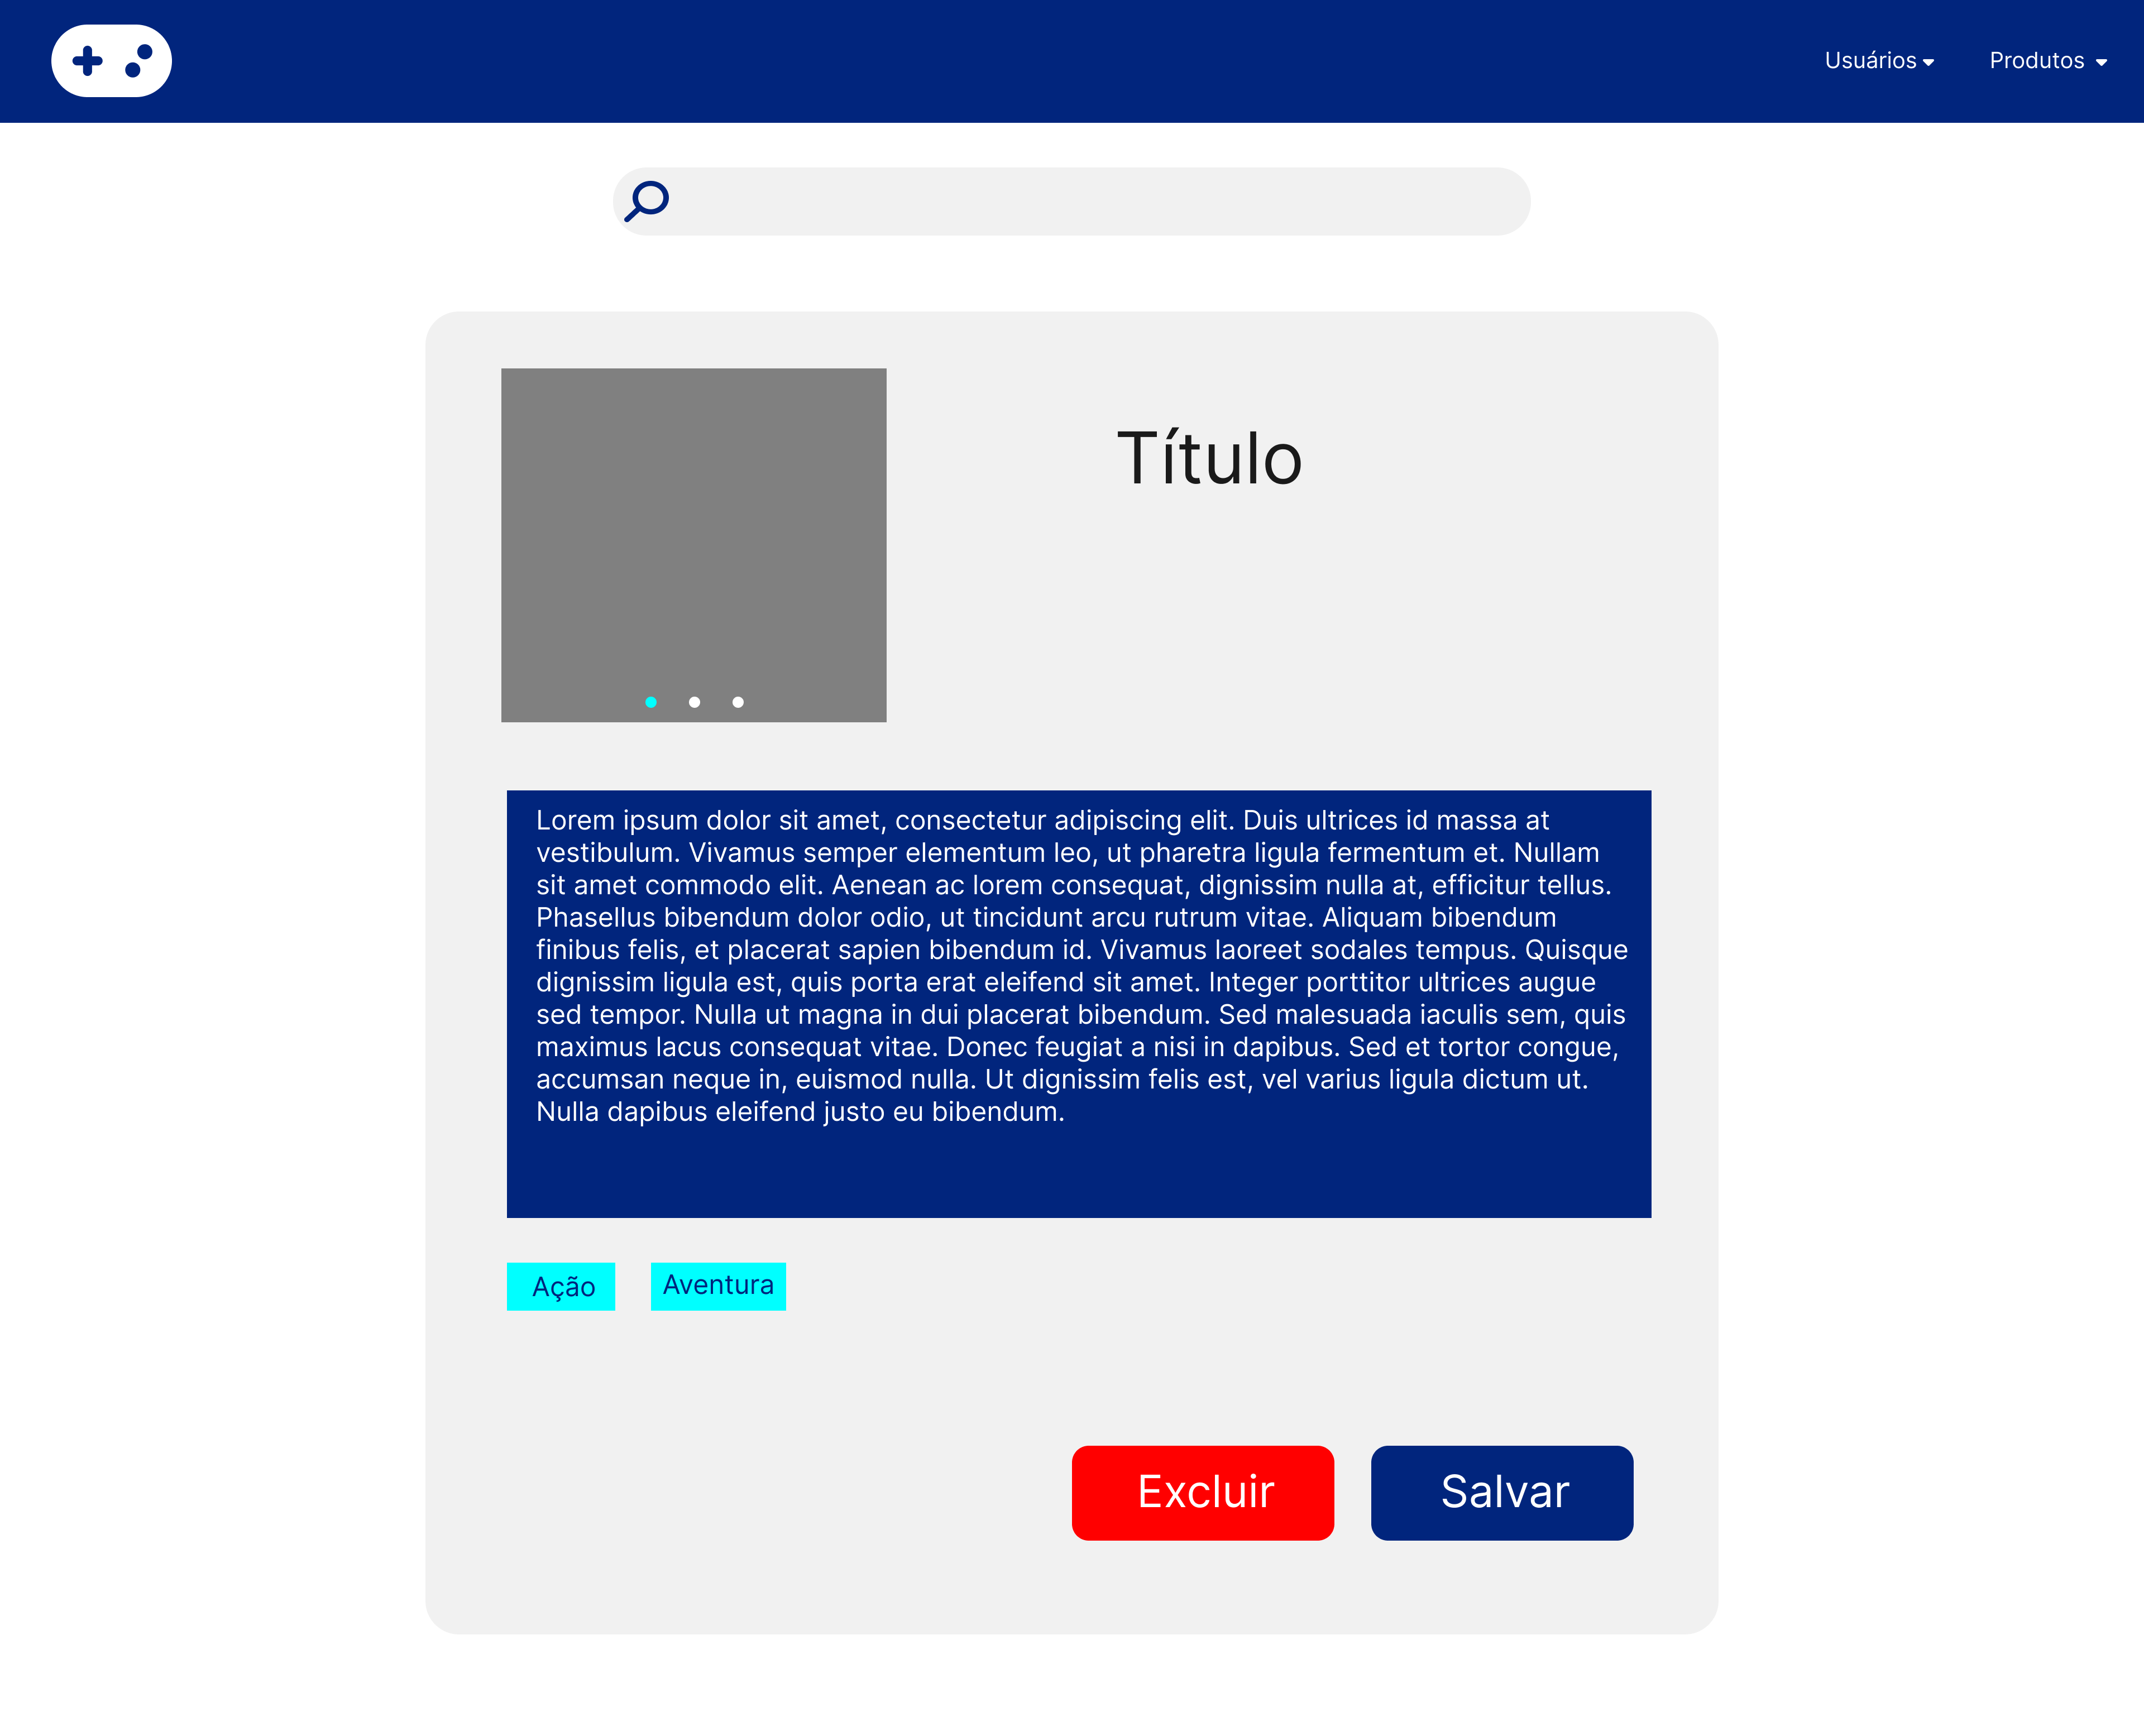 Usuários
Produtos
Título
Lorem ipsum dolor sit amet, consectetur adipiscing elit. Duis ultrices id massa at
vestibulum. Vivamus semper elementum leo, ut pharetra ligula fermentum et. Nullam
sit amet commodo elit. Aenean ac lorem consequat, dignissim nulla at, efficitur tellus.
Phasellus bibendum dolor odio, ut tincidunt arcu rutrum vitae. Aliquam bibendum
finibus felis, et placerat sapien bibendum id. Vivamus laoreet sodales tempus. Quisque
dignissim ligula est, quis porta erat eleifend sit amet. Integer porttitor ultrices augue
sed tempor. Nulla ut magna in dui placerat bibendum. Sed malesuada iaculis sem, quis
maximus lacus consequat vitae. Donec feugiat a nisi in dapibus. Sed et tortor congue,
accumsan neque in, euismod nulla. Ut dignissim felis est, vel varius ligula dictum ut.
Nulla dapibus eleifend justo eu bibendum.
Ação
Aventura
Excluir
Salvar